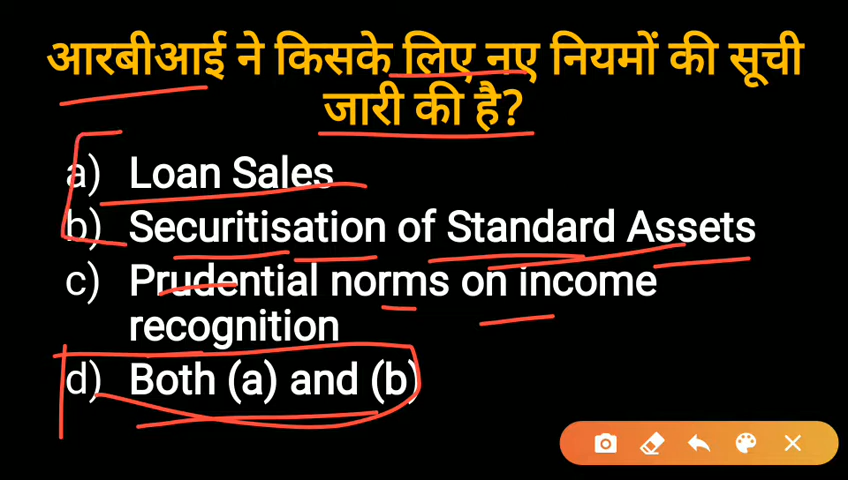 आरबीआई ने किसके लिए नए नियमों की सूची
जारी की है?
a) Loan Sales
b) Securitisation of Standard Assets
c) Prudential norms on income
recognition
d) Both (a) and (b)